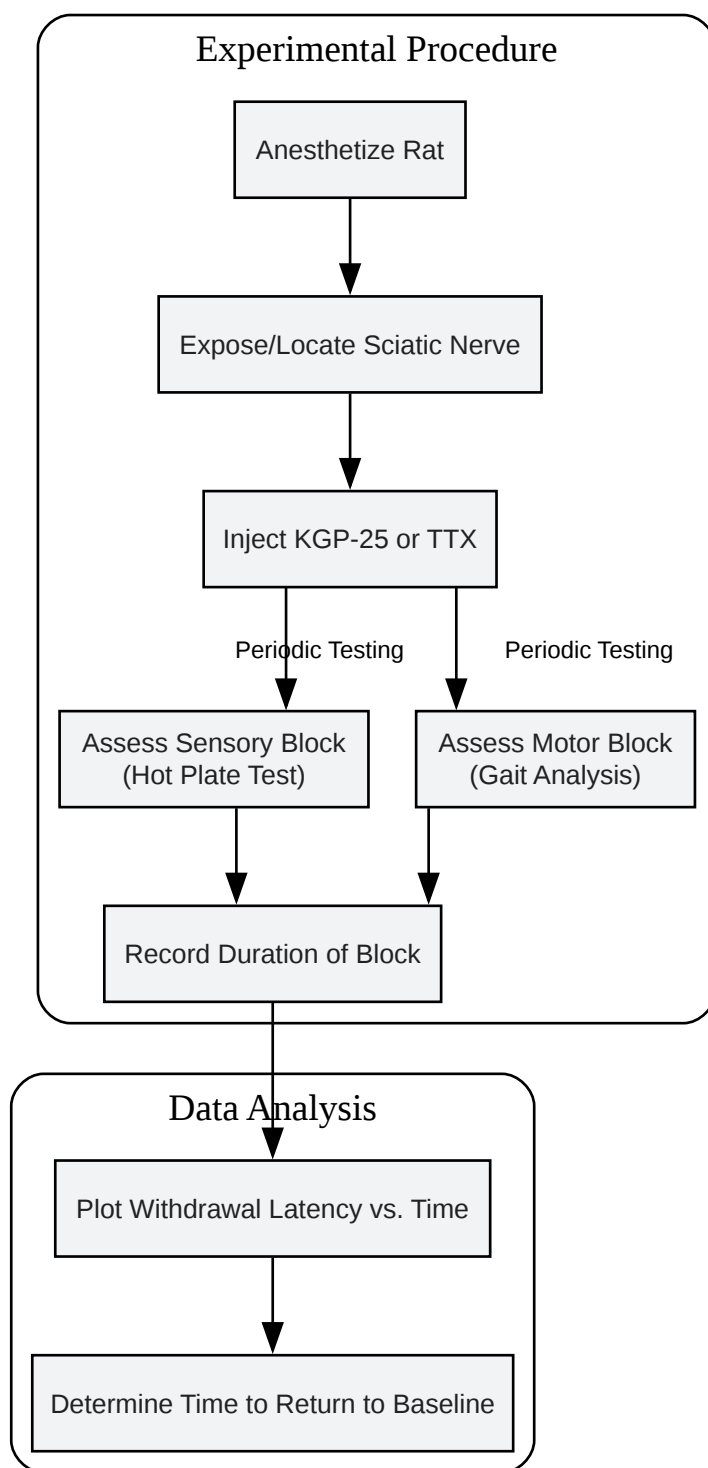 Experimental Procedure
Anesthetize Rat
Expose/Locate Sciatic Nerve
Inject KGP-25 or TTX
Periodic Testing
Periodic Testing
Assess Sensory Block
(Hot Plate Test)
Assess Motor Block
(Gait Analysis)
Record Duration of Block
Data Analysis
Plot Withdrawal Latency vs. Time
Determine Time to Return to Baseline